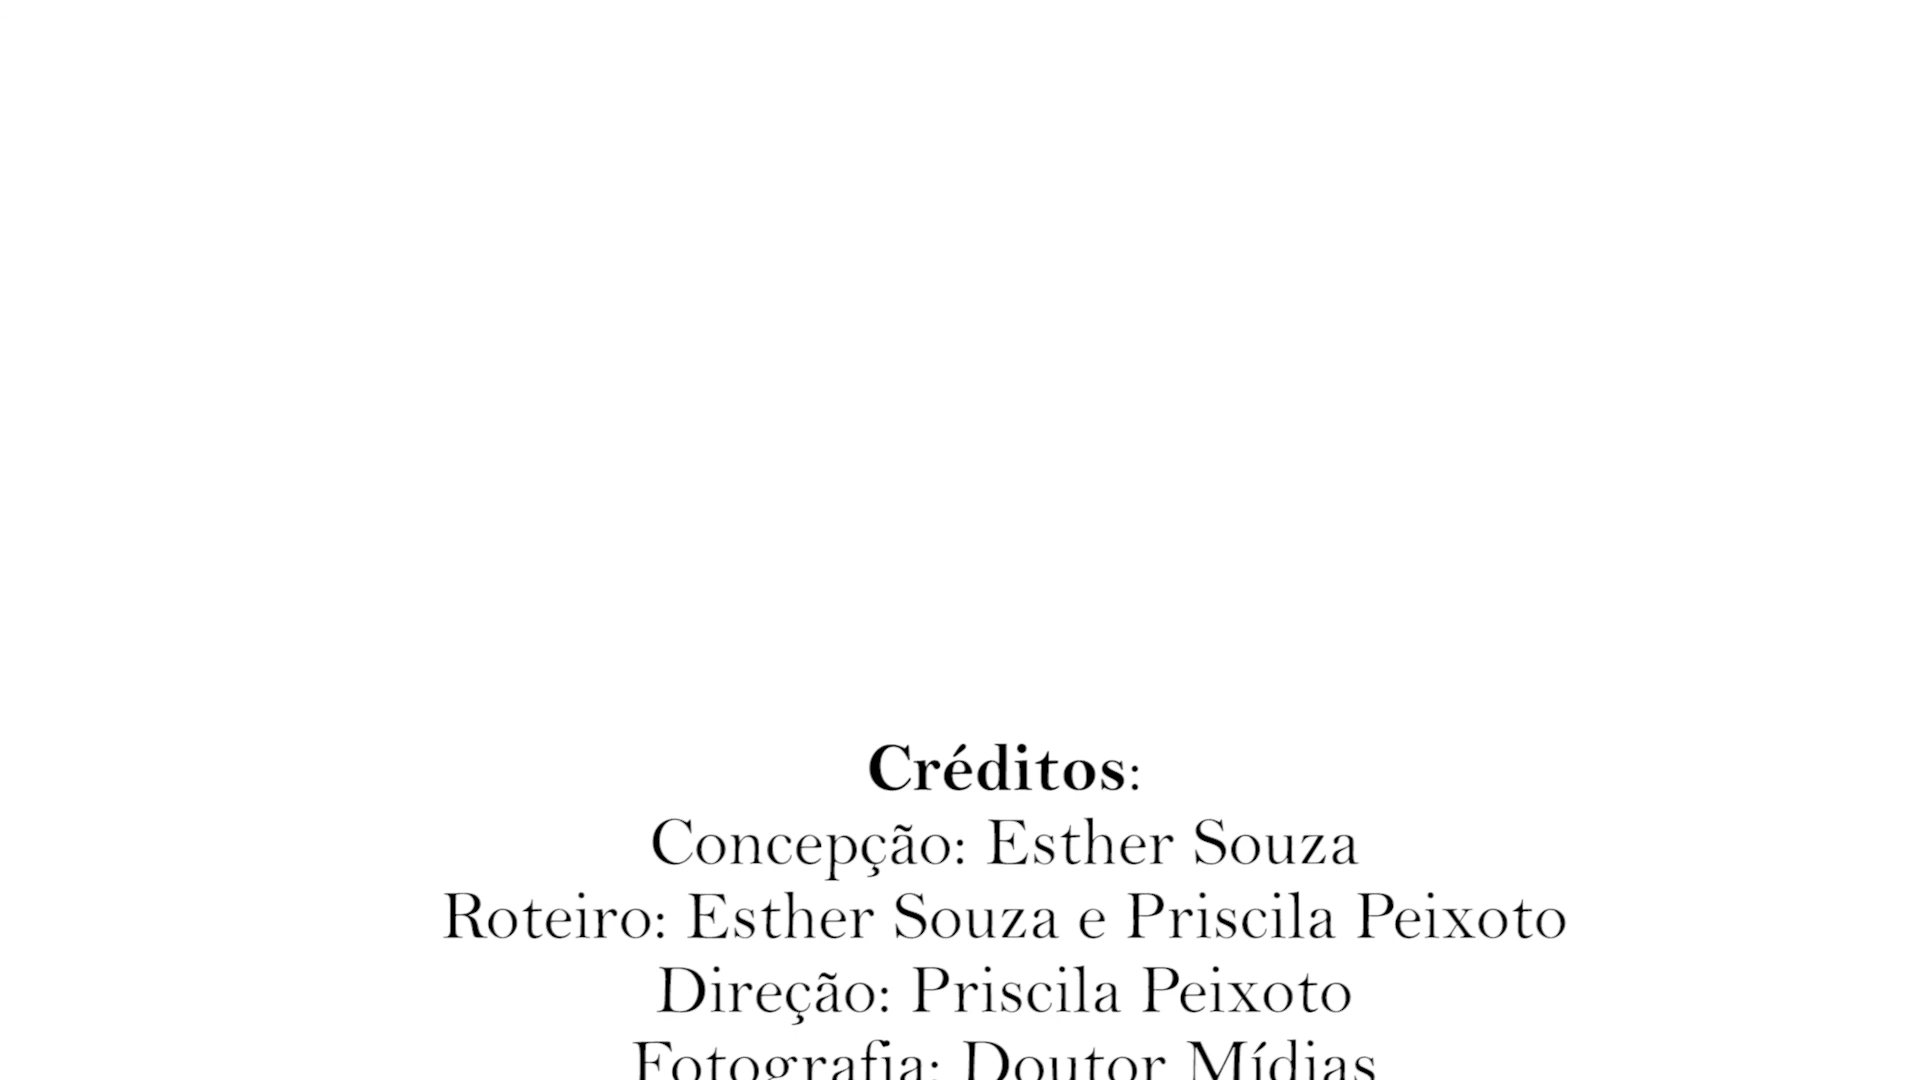 Créditos:
Concepção: Esther Souza
Roteiro: Esther Souza e Priscila Peixoto
Direção: Priscila Peixoto
Fotografia: Doutor Mídias